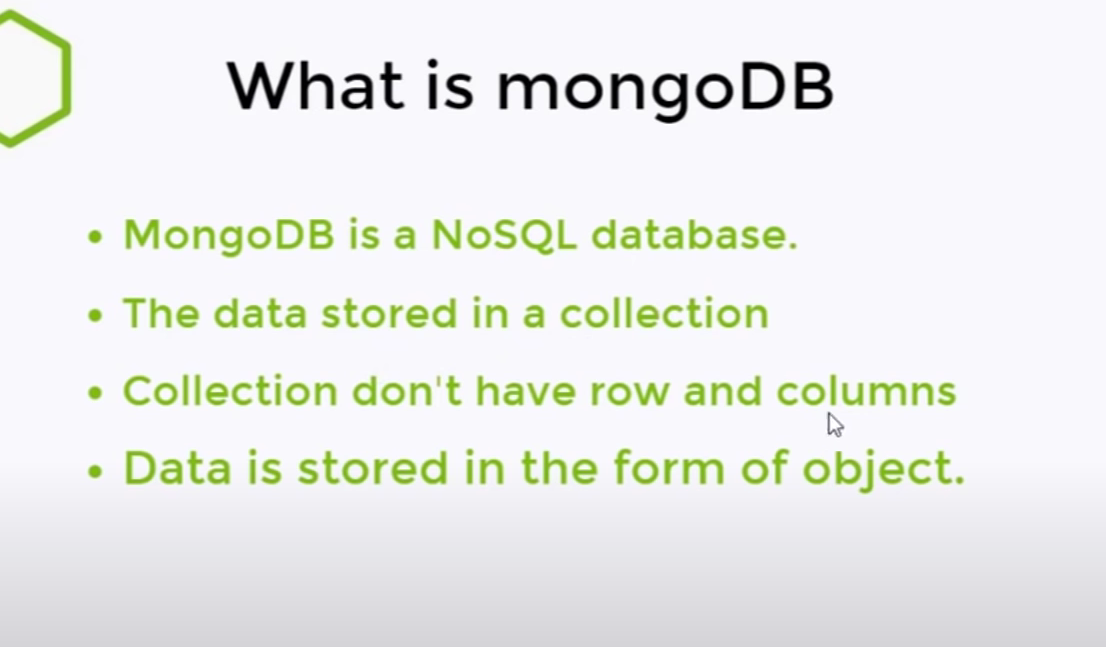 What is mongoDB
• MongoDB is a NoSQL database.
• The data stored in a collection
• Collection don't have row and columns
• Data is stored in the form of object.